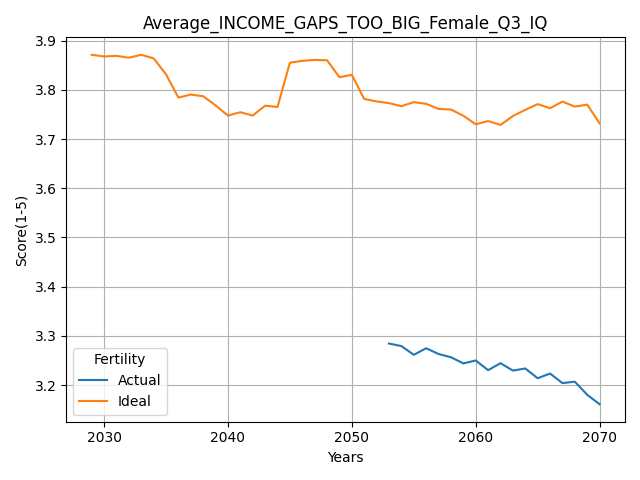 Average_INCOME_GAPS_TOO_BIG_Female_Q3_IQ
3.9
3.8
3.7
3.6
3.5
3.4
3.3
3.2
Score(1-5)
Fertility
Actual
Ideal
2030 2040 2050 2060 2070
Years